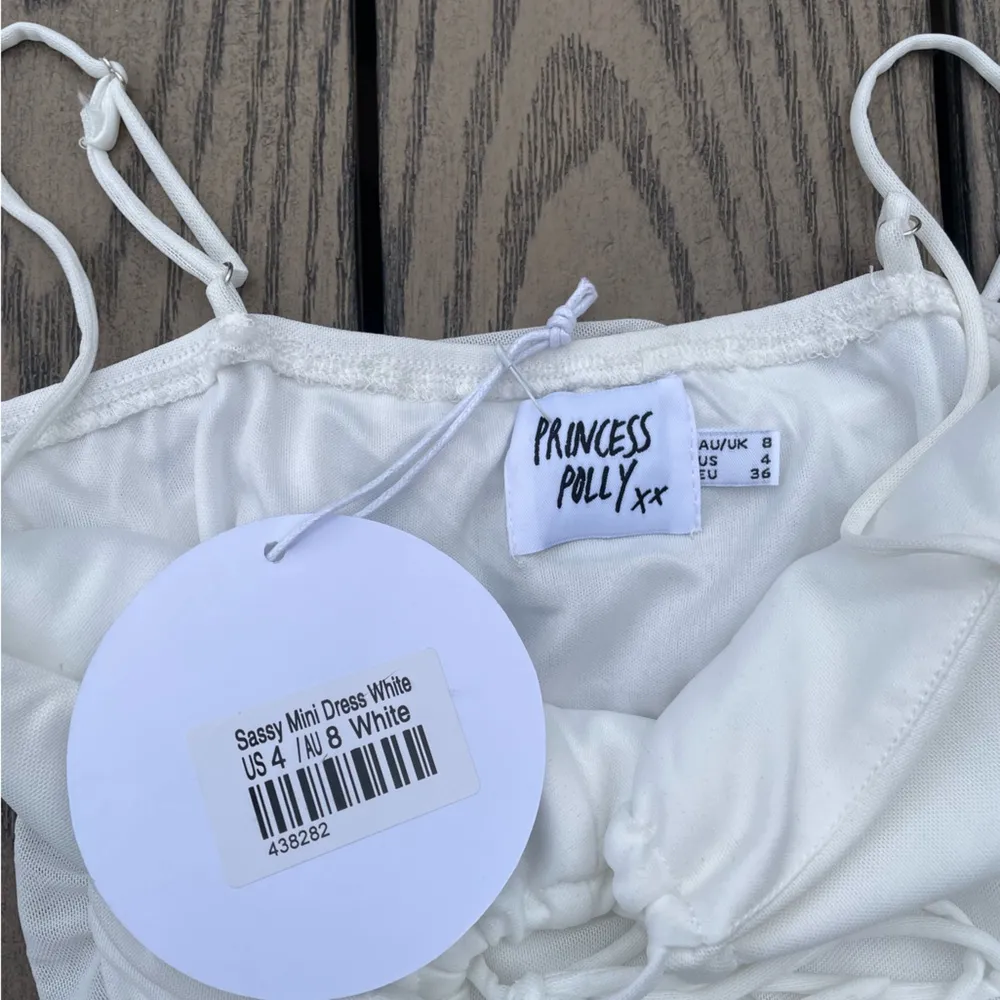 PRINCESS
POLLY xx
AU/UK 8
US 4
EU 36
Sassy Mini Dress White
US 4 / AU 8 White
438282